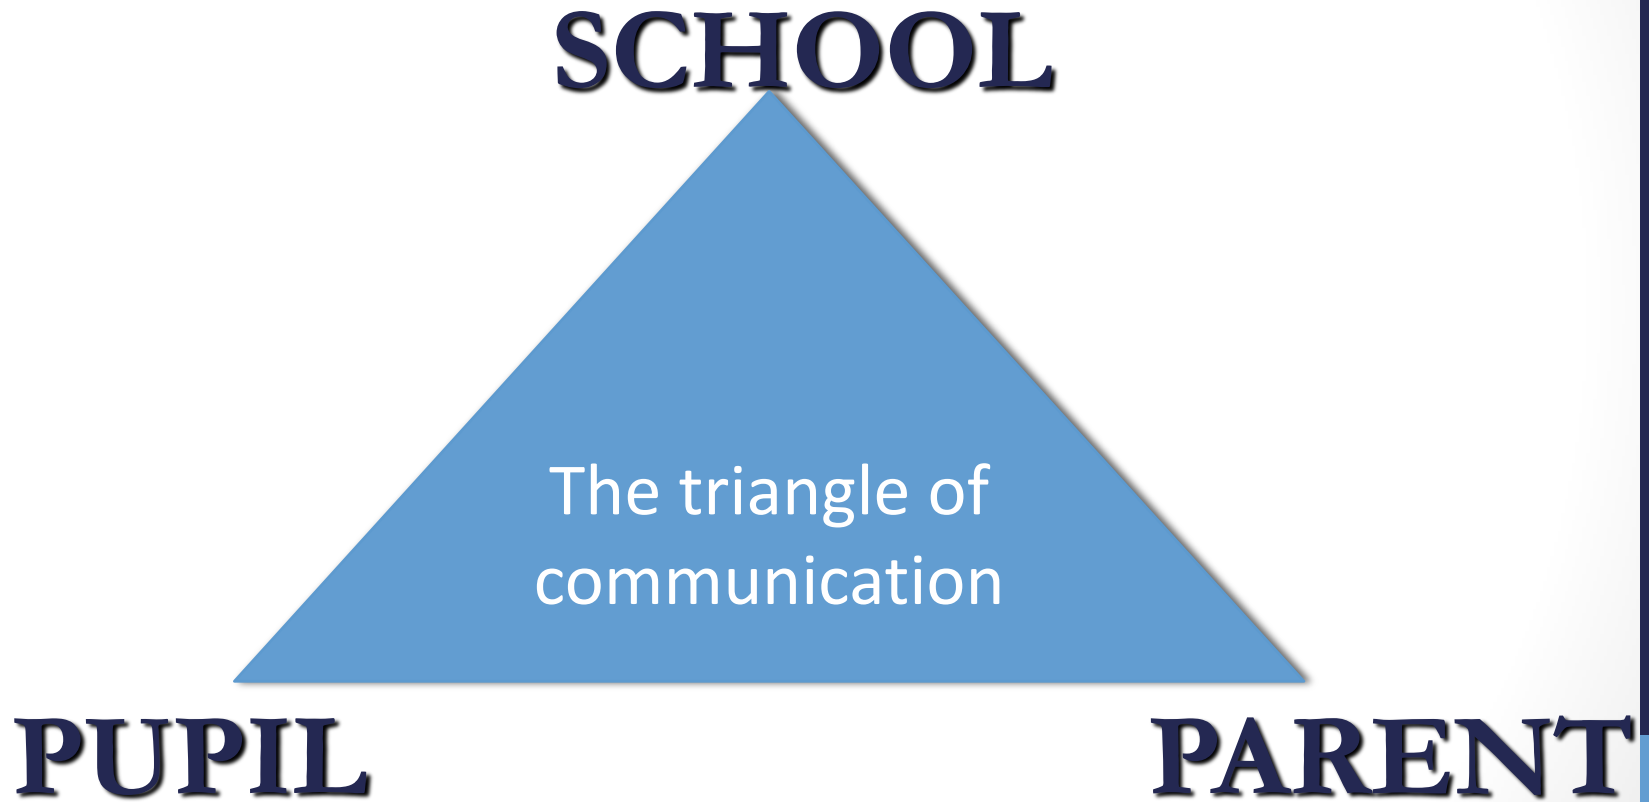 SCHOOL
The triangle of
communication
PUPIL
PARENT